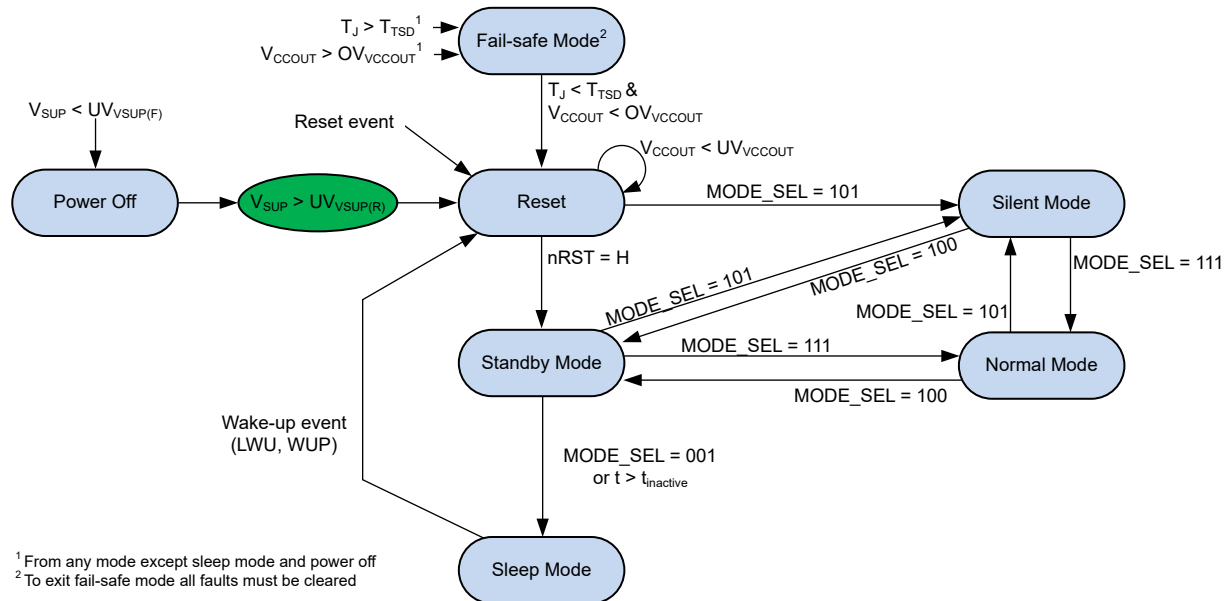 T_J > T_TSD^1
V_CCOUT > OV_VCCOUT^1
Fail-safe Mode^2
T_J < T_TSD &
V_CCOUT < OV_VCCOUT
V_SUP < UV_VSUP(F)
Reset event
V_CCOUT < UV_VCCOUT
Power Off
V_SUP > UV_VSUP(R)
Reset
MODE_SEL = 101
Silent Mode
nRST = H
MODE_SEL = 101
MODE_SEL = 100
MODE_SEL = 111
MODE_SEL = 101
Standby Mode
MODE_SEL = 111
Normal Mode
MODE_SEL = 100
Wake-up event
(LWU, WUP)
MODE_SEL = 001
or t > t_inactive
Sleep Mode
^1 From any mode except sleep mode and power off
^2 To exit fail-safe mode all faults must be cleared